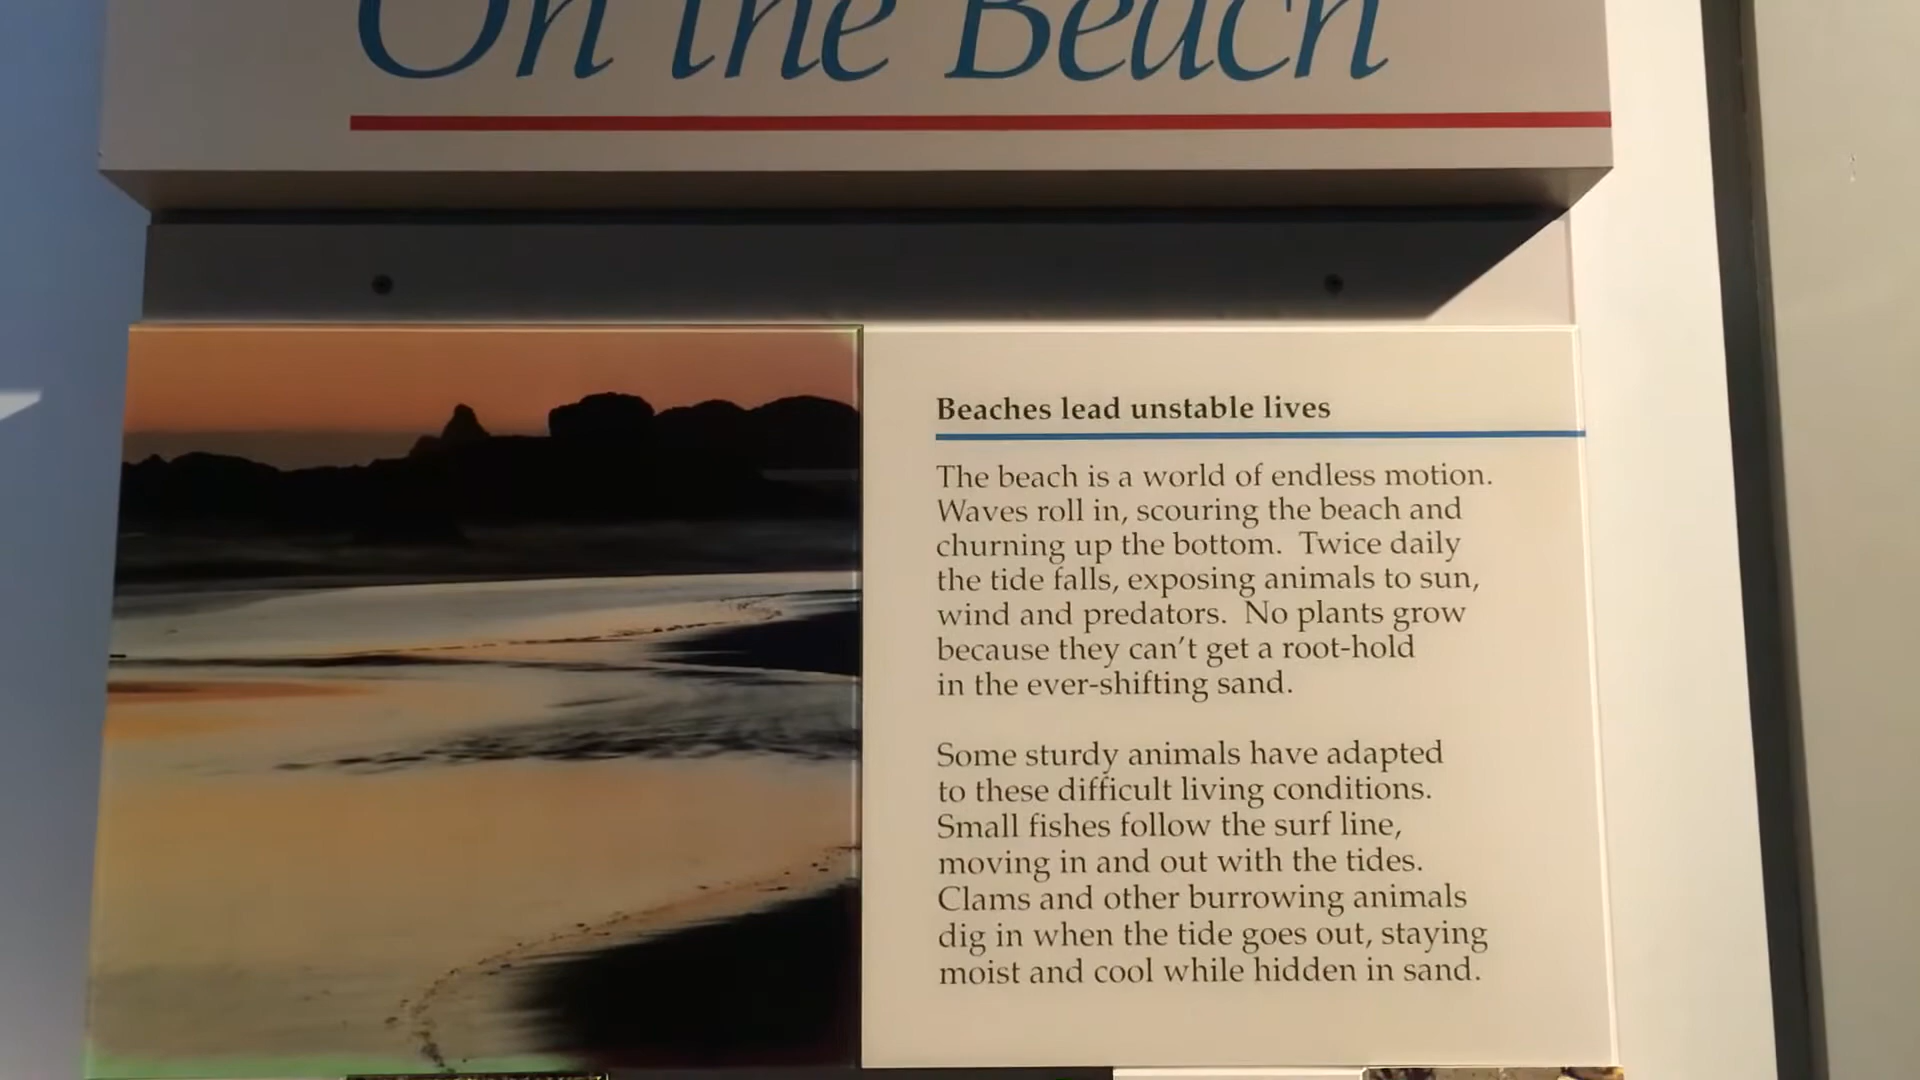 On the Beach
Beaches lead unstable lives
The beach is a world of endless motion.
Waves roll in, scouring the beach and
churning up the bottom. Twice daily
the tide falls, exposing animals to sun,
wind and predators. No plants grow
because they can't get a root-hold
in the ever-shifting sand.
Some sturdy animals have adapted
to these difficult living conditions.
Small fishes follow the surf line,
moving in and out with the tides.
Clams and other burrowing animals
dig in when the tide goes out, staying
moist and cool while hidden in sand.